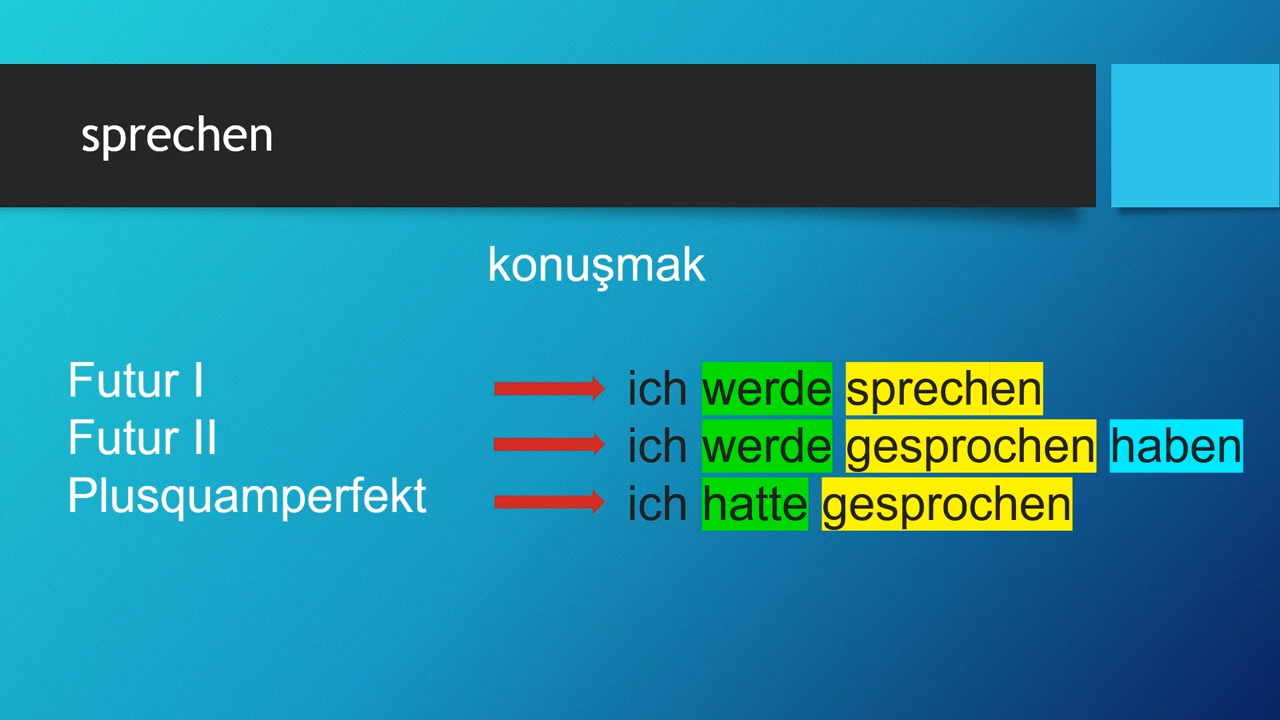 sprechen
konuşmak
Futur I
ich werde sprechen
Futur II
ich werde gesprochen haben
Plusquamperfekt
ich hatte gesprochen